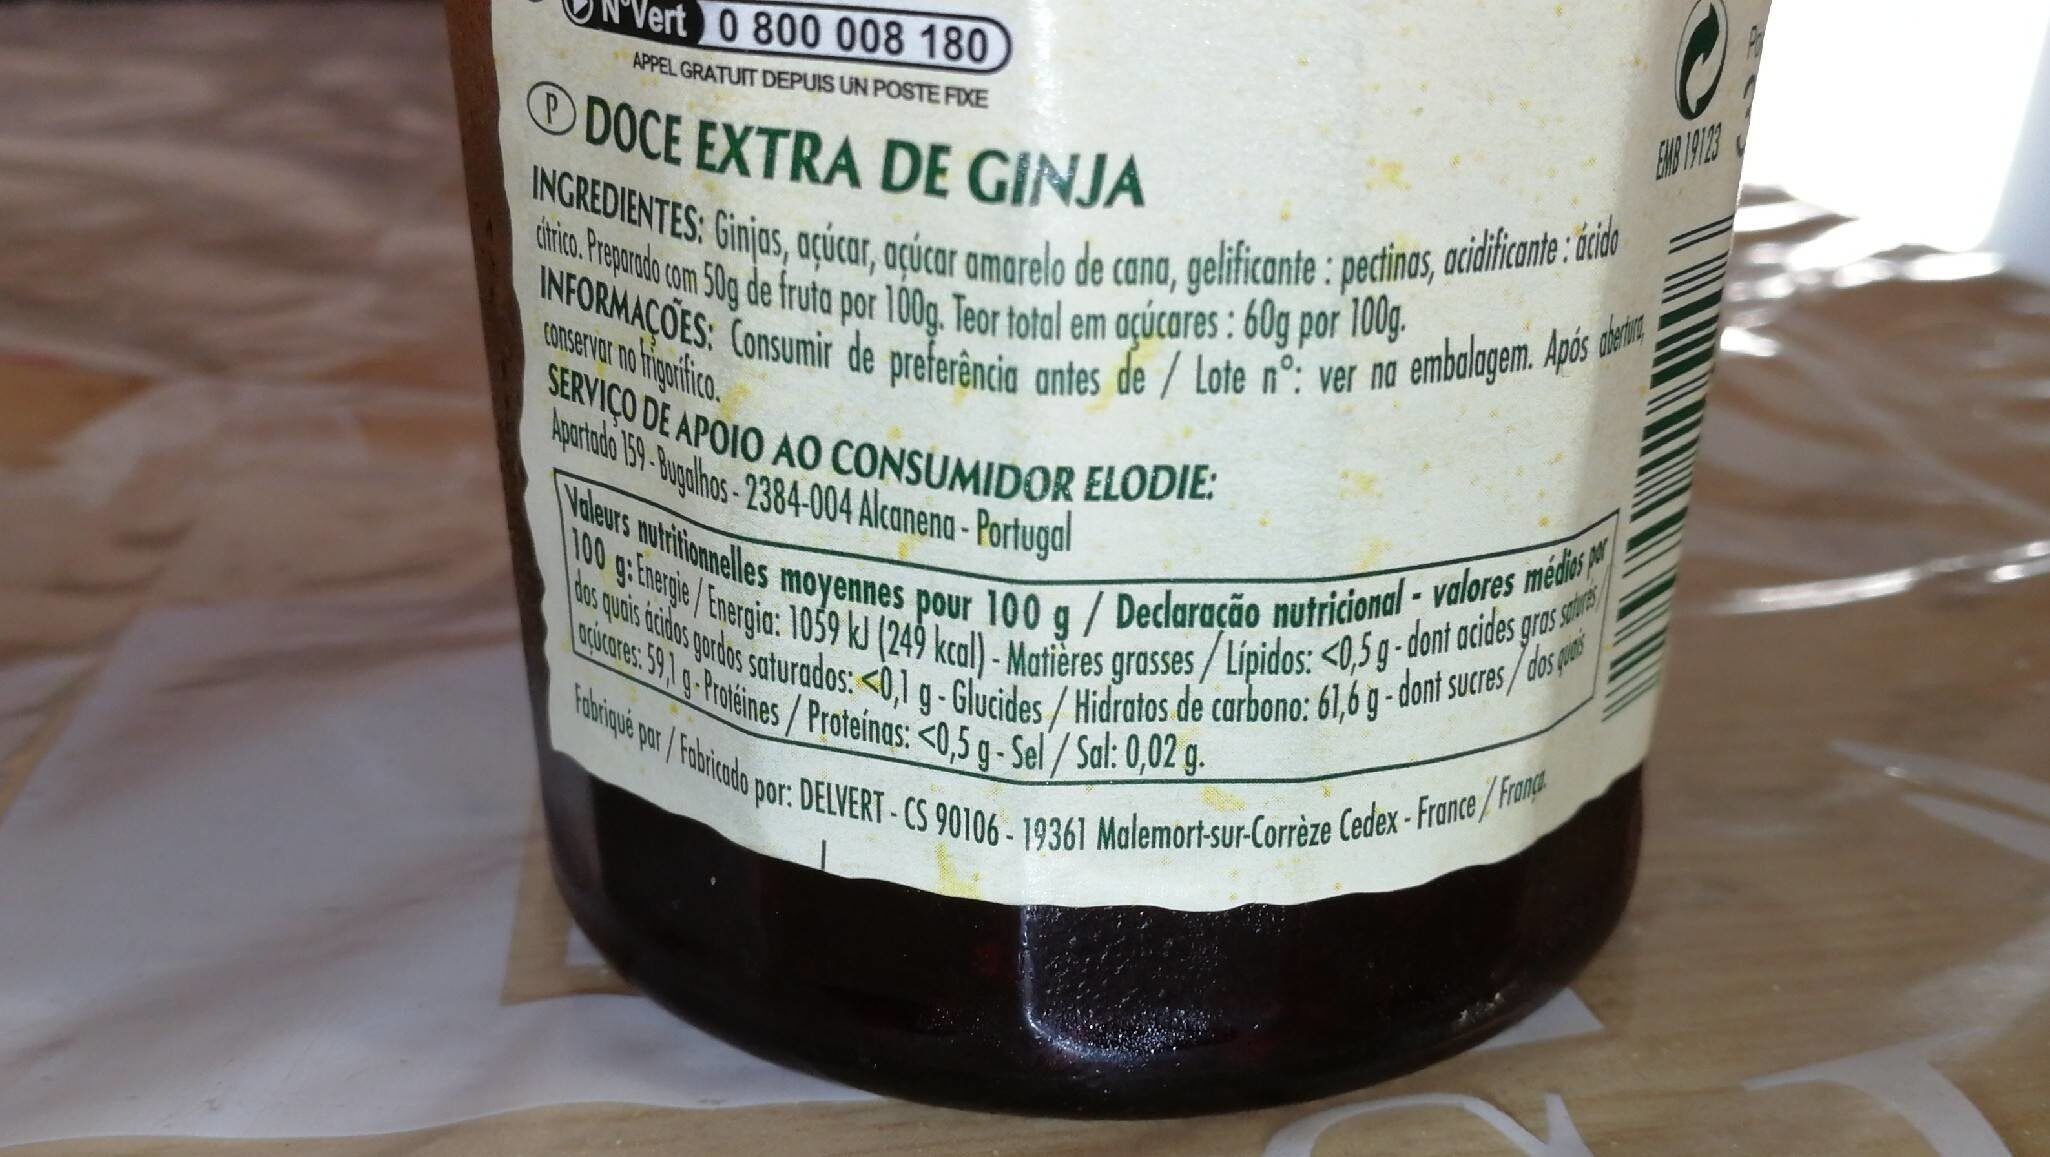 N°Vert 0 800 008 180
APPEL GRATUIT DEPUIS UN POSTE FIXE
P DOCE EXTRA DE GINJA
INGREDIENTES: Ginjas, açúcar, açúcar amarelo de cana, gelificante : pectinas, acidificante : ácido
cítrico. Preparado com 50g de fruta por 100g. Teor total em açúcares : 60g por 100g.
INFORMAÇÕES: Consumir de preferência antes de / Lote n°: ver na embalagem. Após abertura,
conservar no frigorífico.
SERVIÇO DE APOIO AO CONSUMIDOR ELODIE:
Apartado 159 - Bugalhos - 2384-004 Alcanena - Portugal
Valeurs nutritionnelles moyennes pour 100 g / Declaração nutricional - valores médios por
100 g: Energie / Energia: 1059 kJ (249 kcal) - Matières grasses / Lípidos: <0,5 g - dont acides gras saturés /
dos quais ácidos gordos saturados: <0,1 g - Glucides / Hidratos de carbono: 61,6 g - dont sucres / dos quais
açúcares: 59,1 g - Protéines / Proteínas: <0,5 g - Sel / Sal: 0,02 g.
Fabriqué par / Fabricado por: DELVERT - CS 90106 - 19361 Malemort-sur-Corrèze Cedex - France / França.
EMB 19123